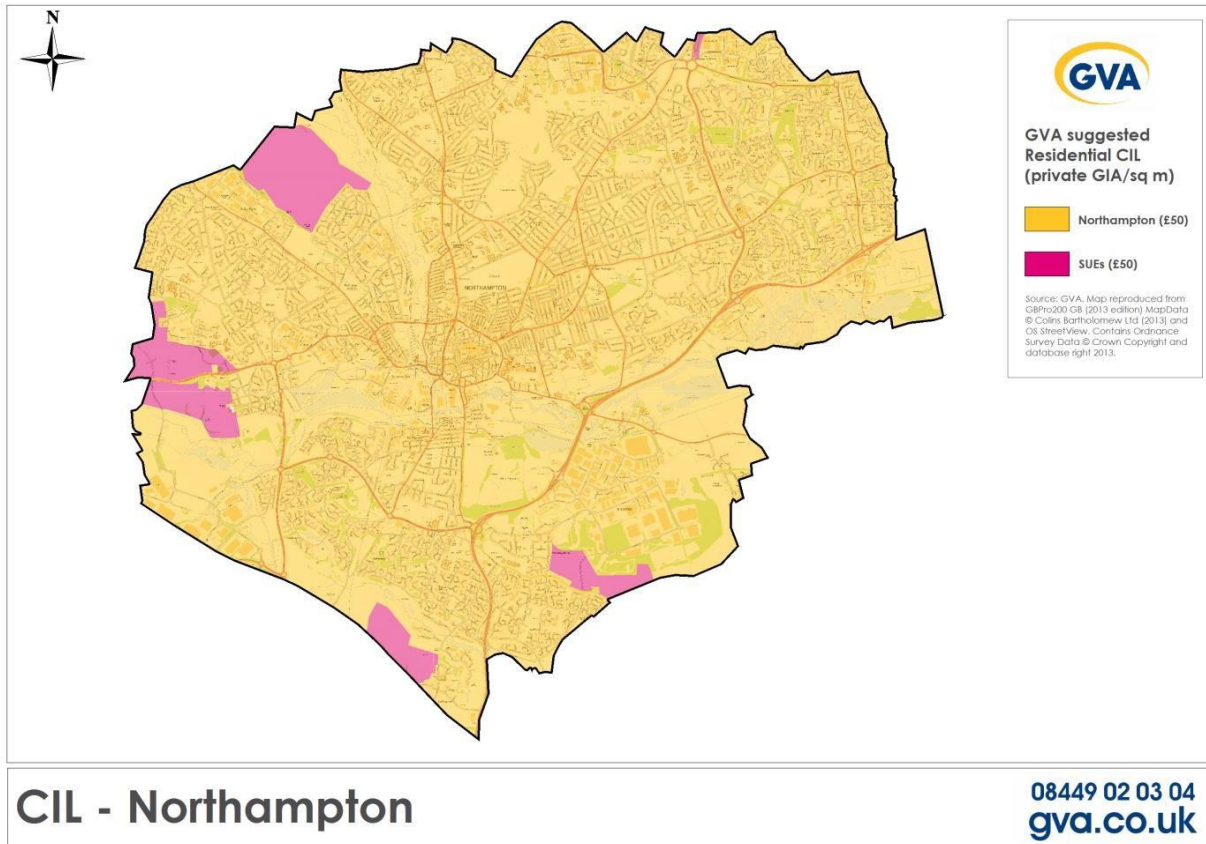 N
NORTHAMPTON
GVA
GVA suggested
Residential CIL
(private GIA/sq m)
Northampton (£50)
SUEs (£50)
Source: GVA. Map reproduced from
GBPro200 GB (2013 edition) MapData
© Collins Bartholomew Ltd (2013) and
OS StreetView. Contains Ordnance
Survey Data © Crown Copyright and
database right 2013.
CIL - Northampton
08449 02 03 04
gva.co.uk